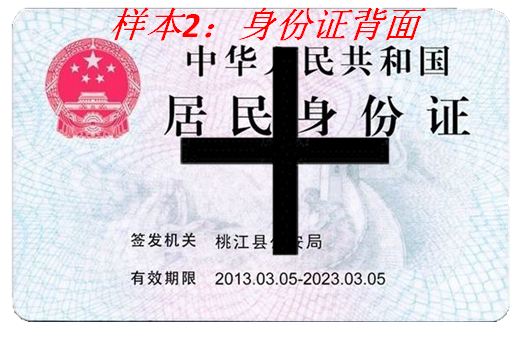 样本2：身份证背面
中华人民共和国
居民身份证
签发机关 桃江县公安局
有效期限 2013.03.05-2023.03.05